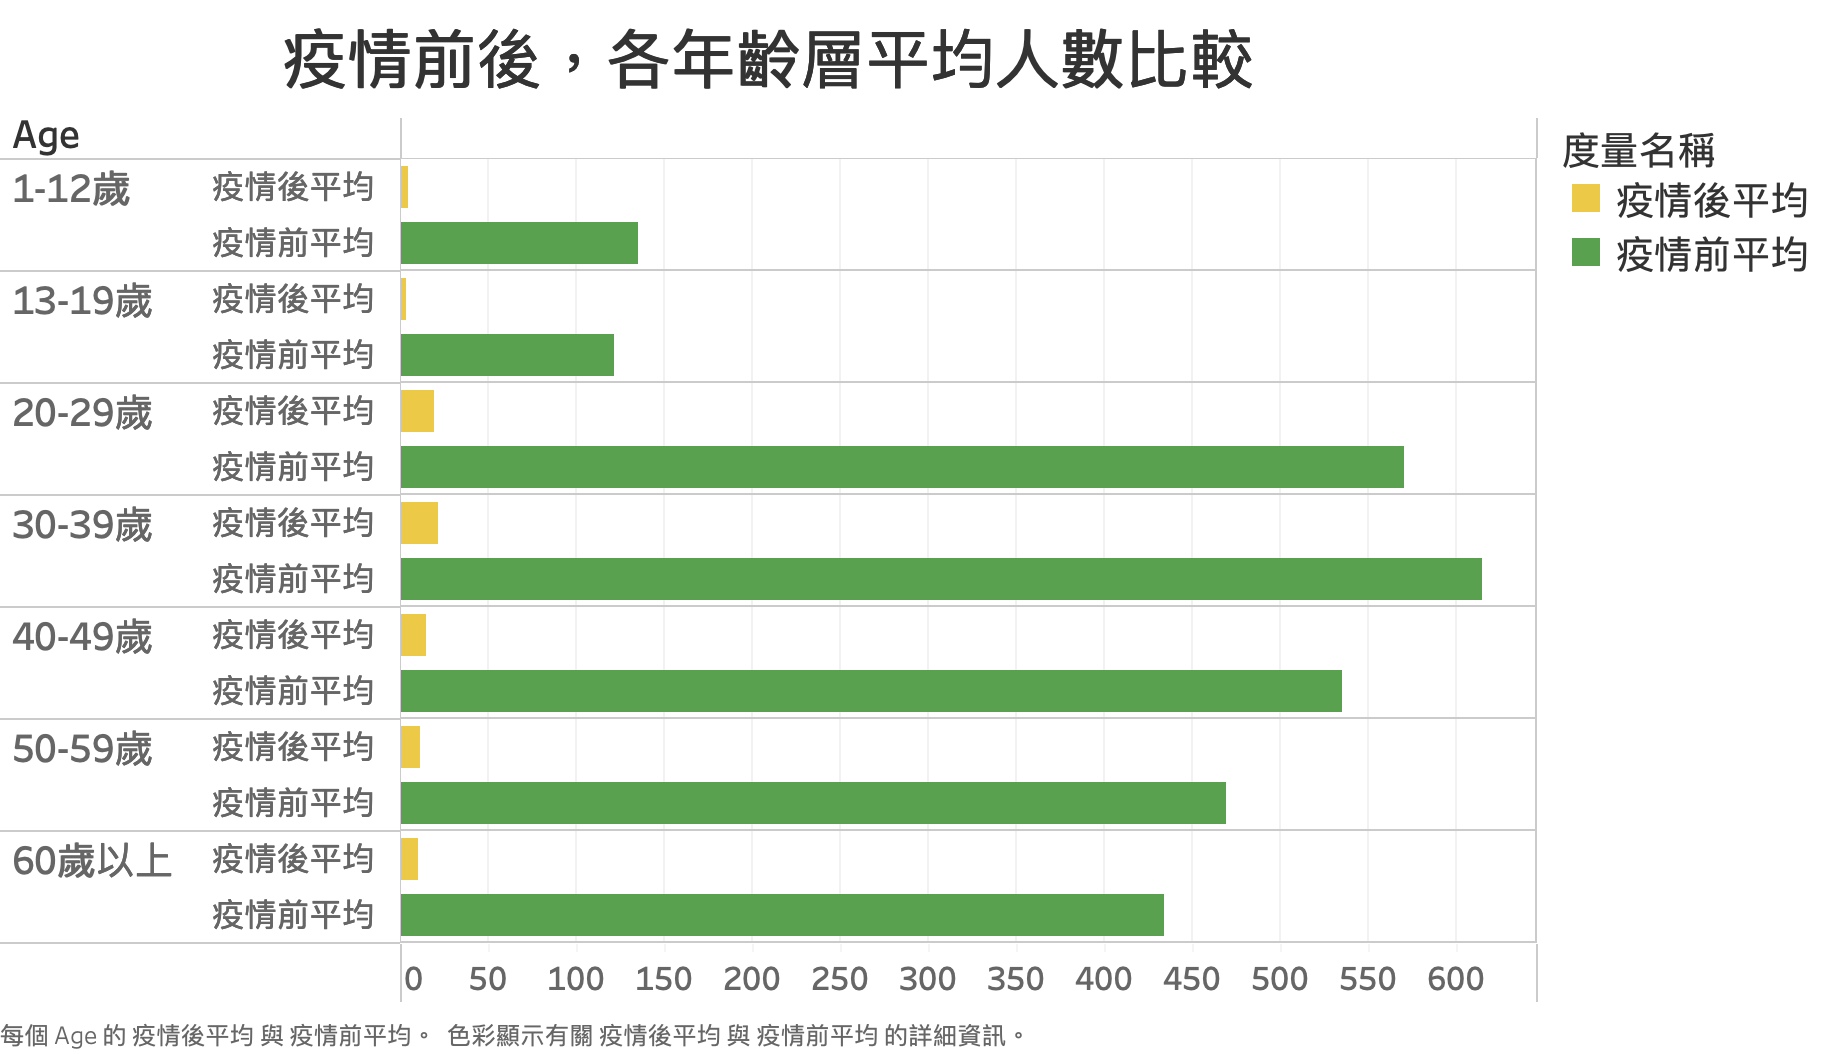 疫情前後，各年齡層平均人數比較
Age
度量名稱
疫情後平均
疫情前平均
1-12歲 疫情後平均
疫情前平均
13-19歲 疫情後平均
疫情前平均
20-29歲 疫情後平均
疫情前平均
30-39歲 疫情後平均
疫情前平均
40-49歲 疫情後平均
疫情前平均
50-59歲 疫情後平均
疫情前平均
60歲以上 疫情後平均
疫情前平均
0 50 100 150 200 250 300 350 400 450 500 550 600
每個 Age 的 疫情後平均 與 疫情前平均。 色彩顯示有關 疫情後平均 與 疫情前平均 的詳細資訊。